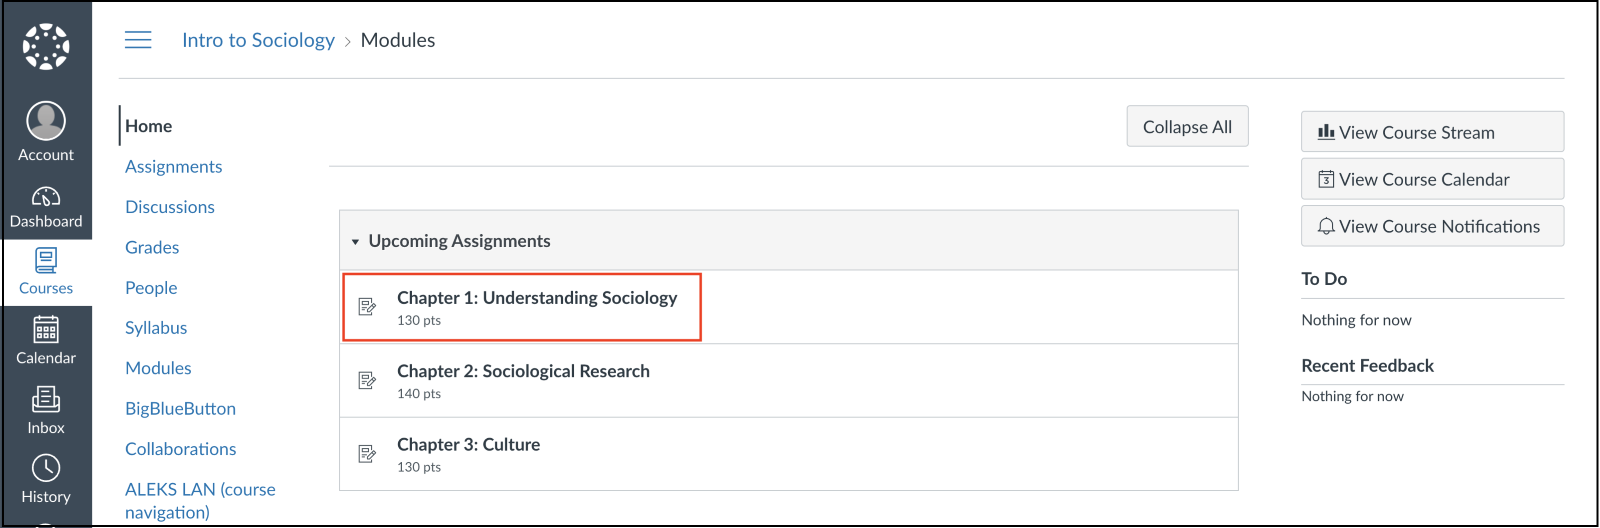 Intro to Sociology > Modules
Account
Dashboard
Courses
Calendar
Inbox
History
Home
Assignments
Discussions
Grades
People
Syllabus
Modules
BigBlueButton
Collaborations
ALEKS LAN (course
navigation)
Collapse All
Upcoming Assignments
Chapter 1: Understanding Sociology
130 pts
Chapter 2: Sociological Research
140 pts
Chapter 3: Culture
130 pts
View Course Stream
3 View Course Calendar
View Course Notifications
To Do
Nothing for now
Recent Feedback
Nothing for now